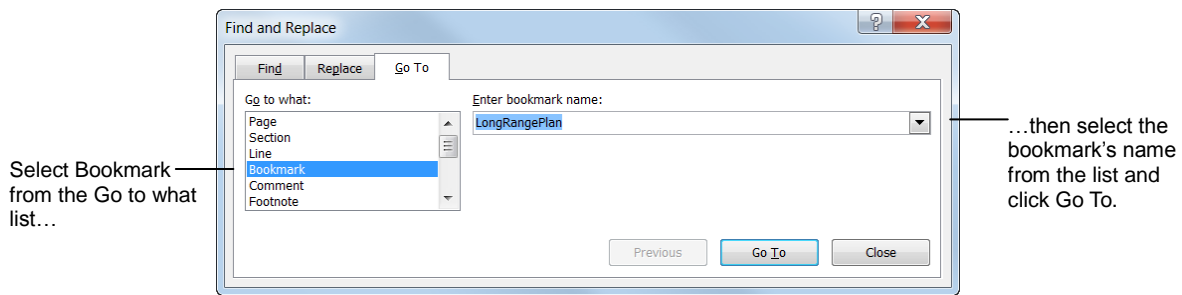 Find and Replace
Find Replace Go To
Go to what:
Enter bookmark name:
Page
Section
Line
Bookmark
Comment
Footnote
LongRangePlan
Previous Go To Close
Select Bookmark
from the Go to what
list…
…then select the
bookmark’s name
from the list and
click Go To.